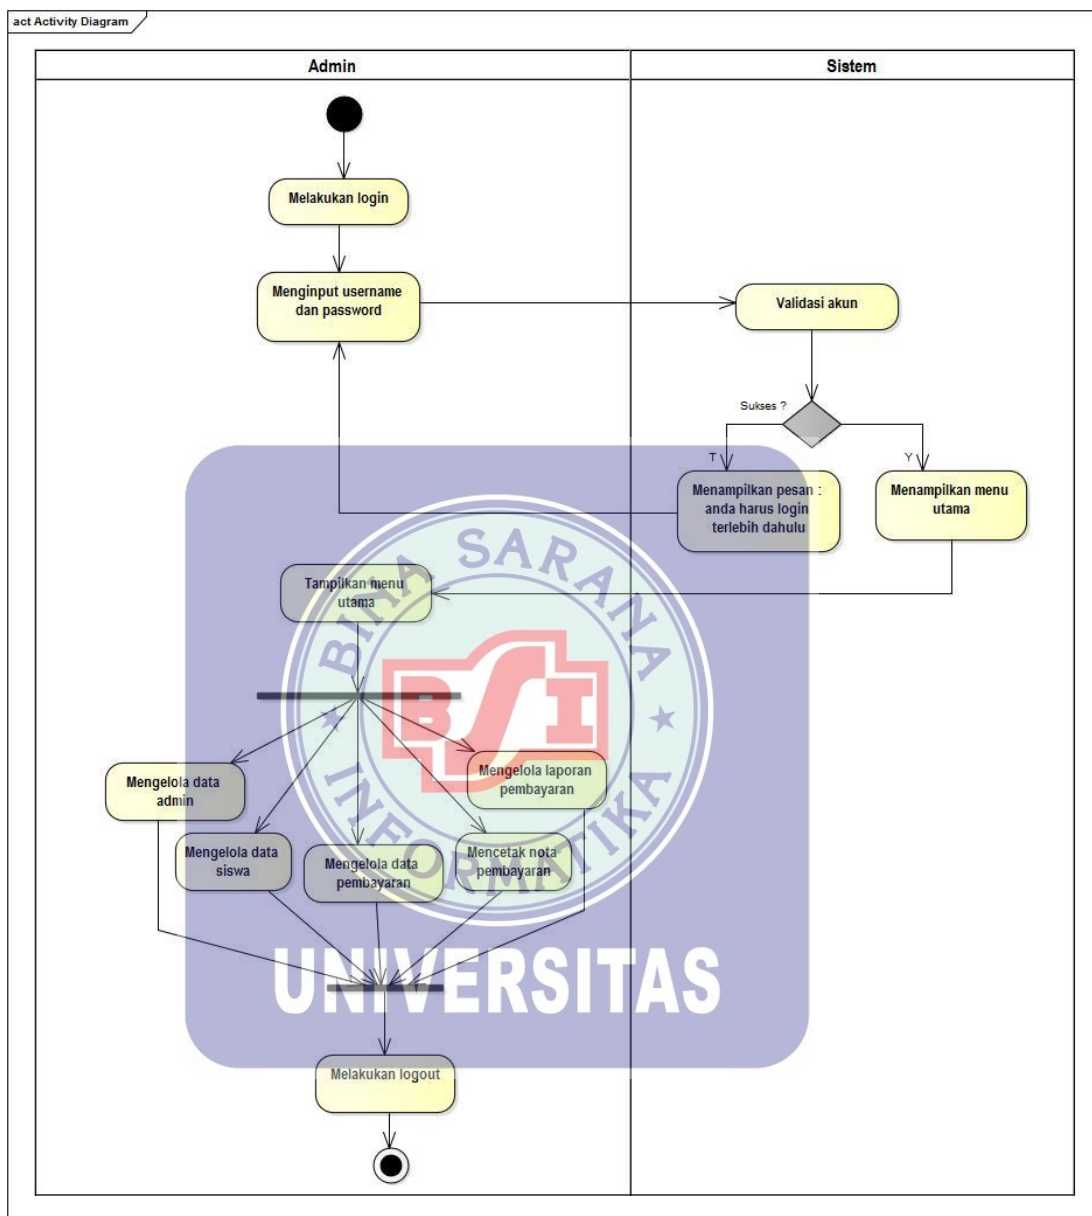 act Activity Diagram
Admin
Sistem
Melakukan login
Menginput username
dan password
Validasi akun
Sukses ?
T
Y
Menampilkan pesan :
anda harus login
terlebih dahulu
Menampilkan menu
utama
Tampilkan menu
utama
BINA SARANA
BSI
INFORMATIKA
Mengelola laporan
pembayaran
Mengelola data
admin
Mengelola data
siswa
Mengelola data
pembayaran
Mencetak nota
pembayaran
UNIVERSITAS
Melakukan logout